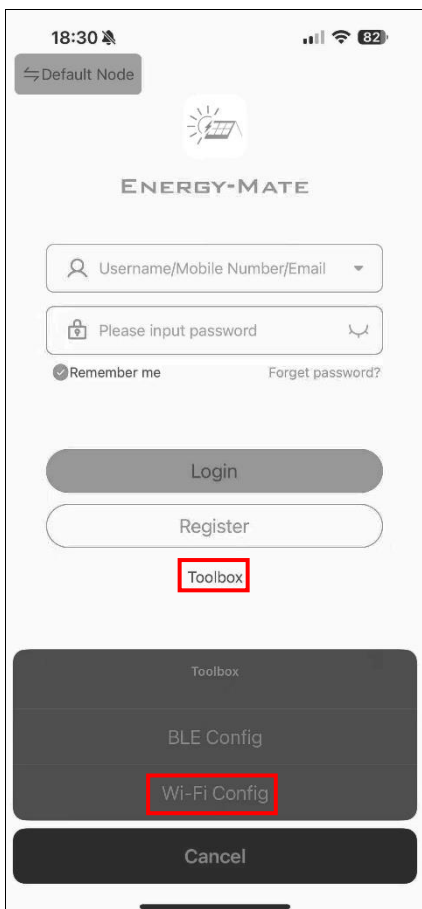 18:30
82
Default Node
ENERGY-MATE
Username/Mobile Number/Email
Please input password
Remember me Forget password?
Login
Register
Toolbox
Toolbox
BLE Config
Wi-Fi Config
Cancel